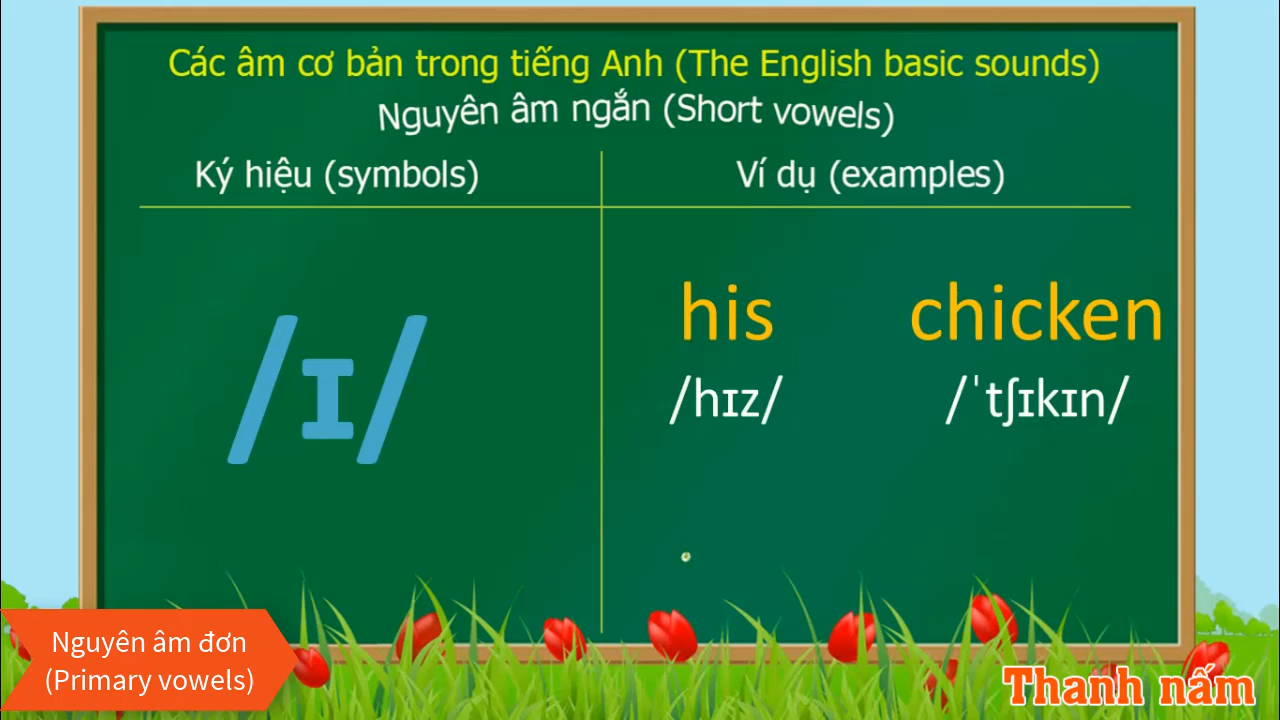 Các âm cơ bản trong tiếng Anh (The English basic sounds)
Nguyên âm ngắn (Short vowels)
Ký hiệu (symbols)
Ví dụ (examples)
/ɪ/
his
chicken
/hɪz/
/ˈtʃɪkɪn/
Nguyên âm đơn
(Primary vowels)
Thanh nấm